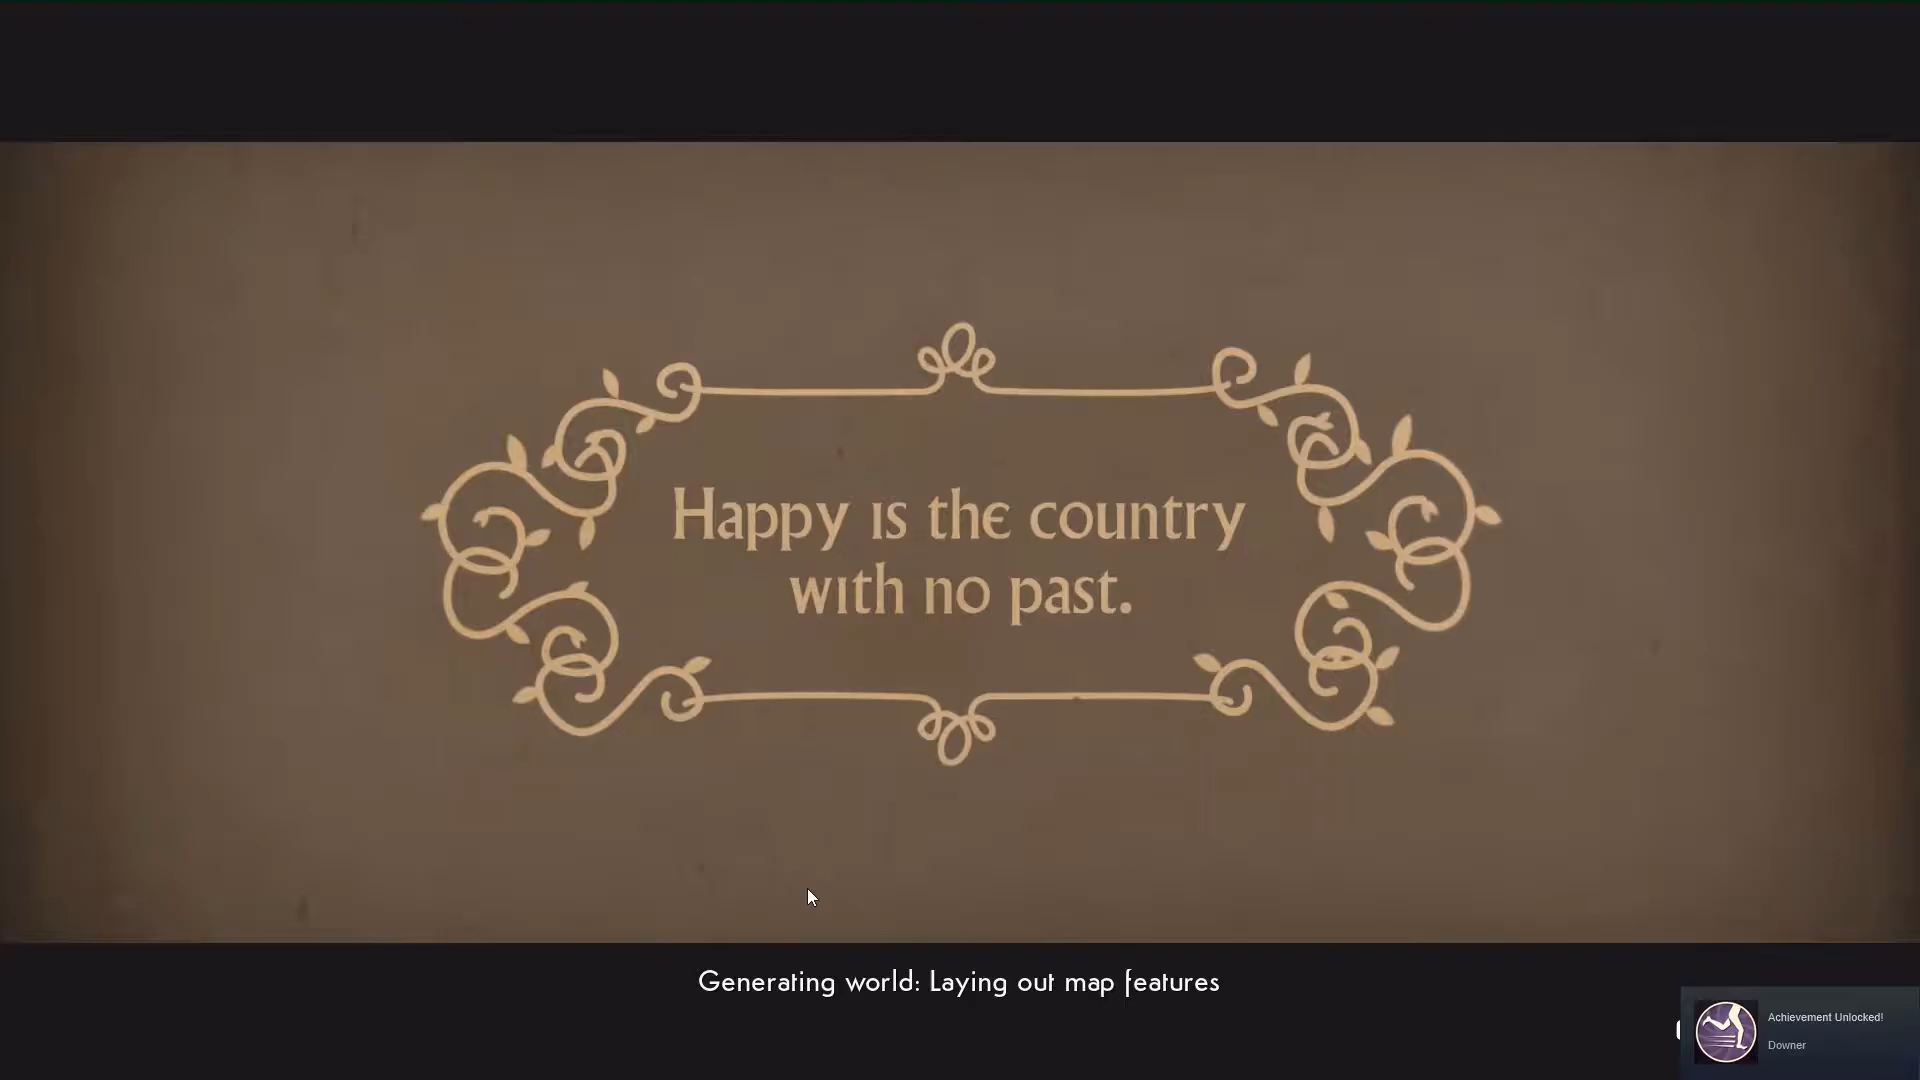 Happy is the country
with no past.
Generating world: Laying out map features
Achievement Unlocked!
Downer